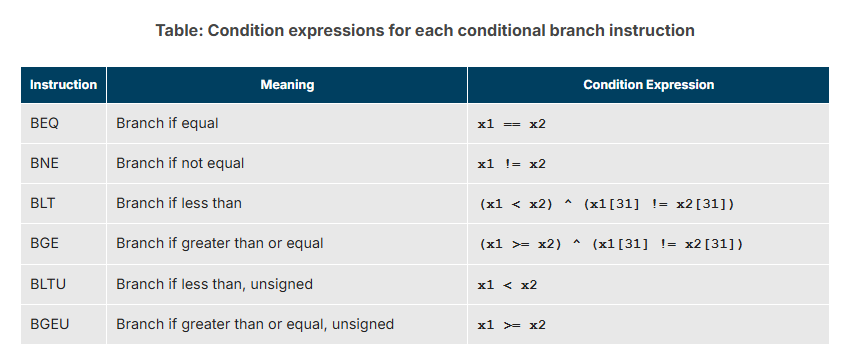 Table: Condition expressions for each conditional branch instruction
Instruction Meaning Condition Expression
BEQ Branch if equal x1 == x2
BNE Branch if not equal x1 != x2
BLT Branch if less than (x1 < x2) ^ (x1[31] != x2[31])
BGE Branch if greater than or equal (x1 >= x2) ^ (x1[31] != x2[31])
BLTU Branch if less than, unsigned x1 < x2
BGEU Branch if greater than or equal, unsigned x1 >= x2